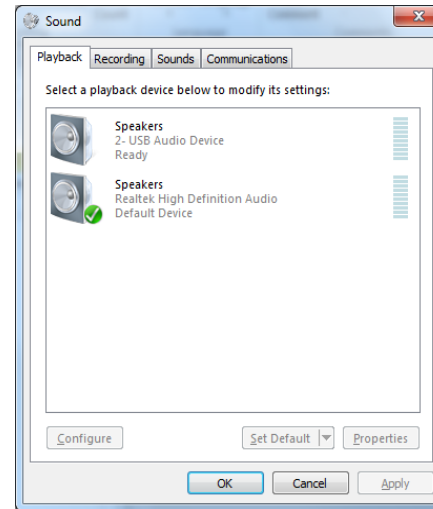 Sound
Playback Recording Sounds Communications
Select a playback device below to modify its settings:
Speakers
2- USB Audio Device
Ready
Speakers
Realtek High Definition Audio
Default Device
Configure Set Default Properties
OK Cancel Apply